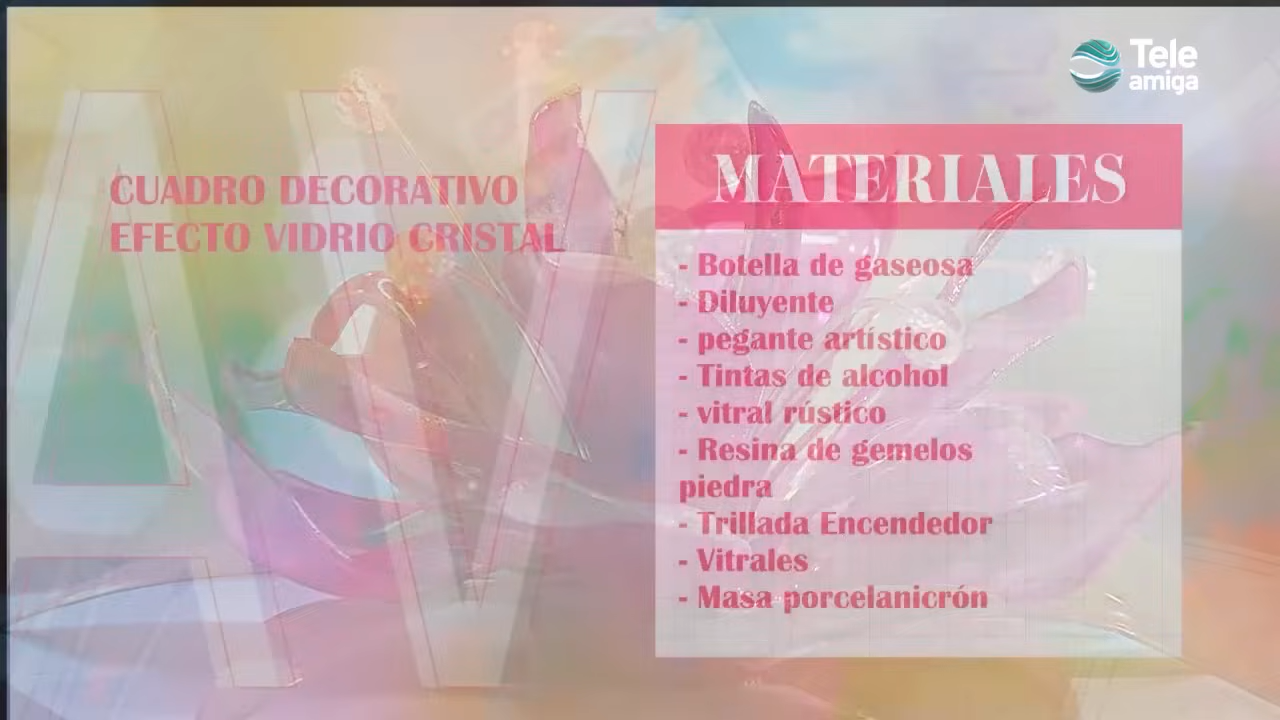 Tele
amiga
CUADRO DECORATIVO
EFECTO VIDRIO CRISTAL
MATERIALES
- Botella de gaseosa
- Diluyente
- pegante artístico
- Tintas de alcohol
- vitral rústico
- Resina de gemelos
piedra
- Trillada Encendedor
- Vitrales
- Masa porcelanicrón